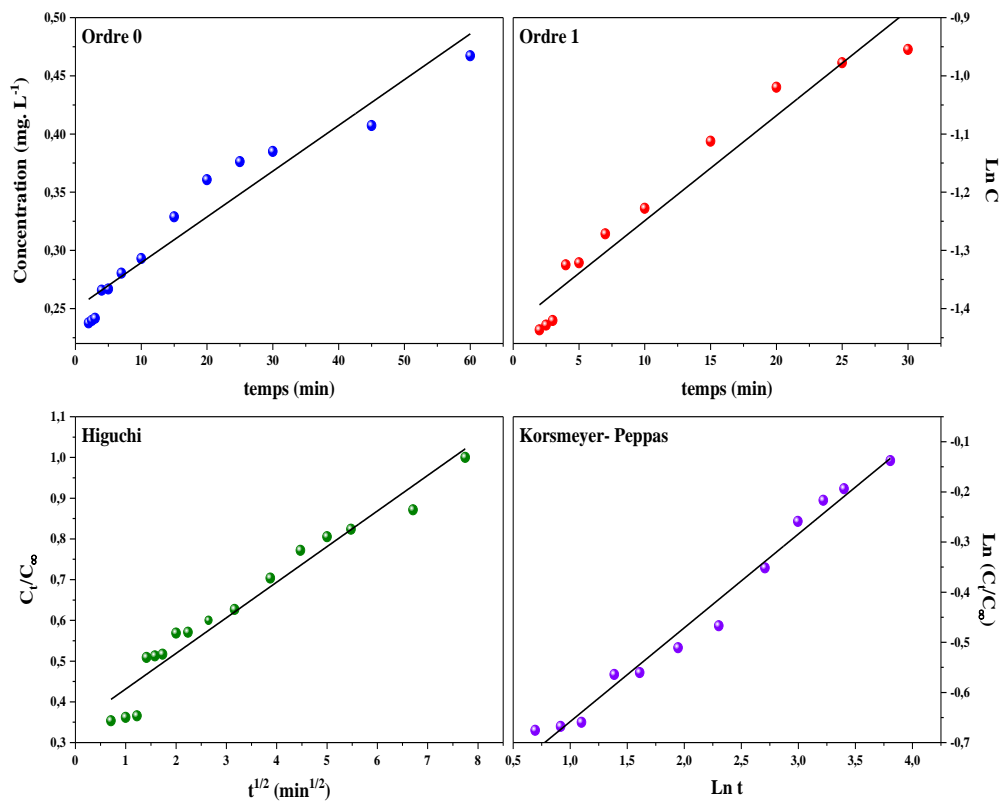 Ordre 0
Concentration (mg. L⁻¹)
0,50
0,45
0,40
0,35
0,30
0,25
0 10 20 30 40 50 60
temps (min)
Ordre 1
-0,9
-1,0
-1,1
-1,2
-1,3
-1,4
Ln C
0 5 10 15 20 25 30
temps (min)
Higuchi
Cₜ/C∞
1,1
1,0
0,9
0,8
0,7
0,6
0,5
0,4
0,3
0 1 2 3 4 5 6 7 8
t¹/² (min¹/²)
Korsmeyer- Peppas
-0,1
-0,2
-0,3
-0,4
-0,5
-0,6
-0,7
Ln (Cₜ/C∞)
0,5 1,0 1,5 2,0 2,5 3,0 3,5 4,0
Ln t